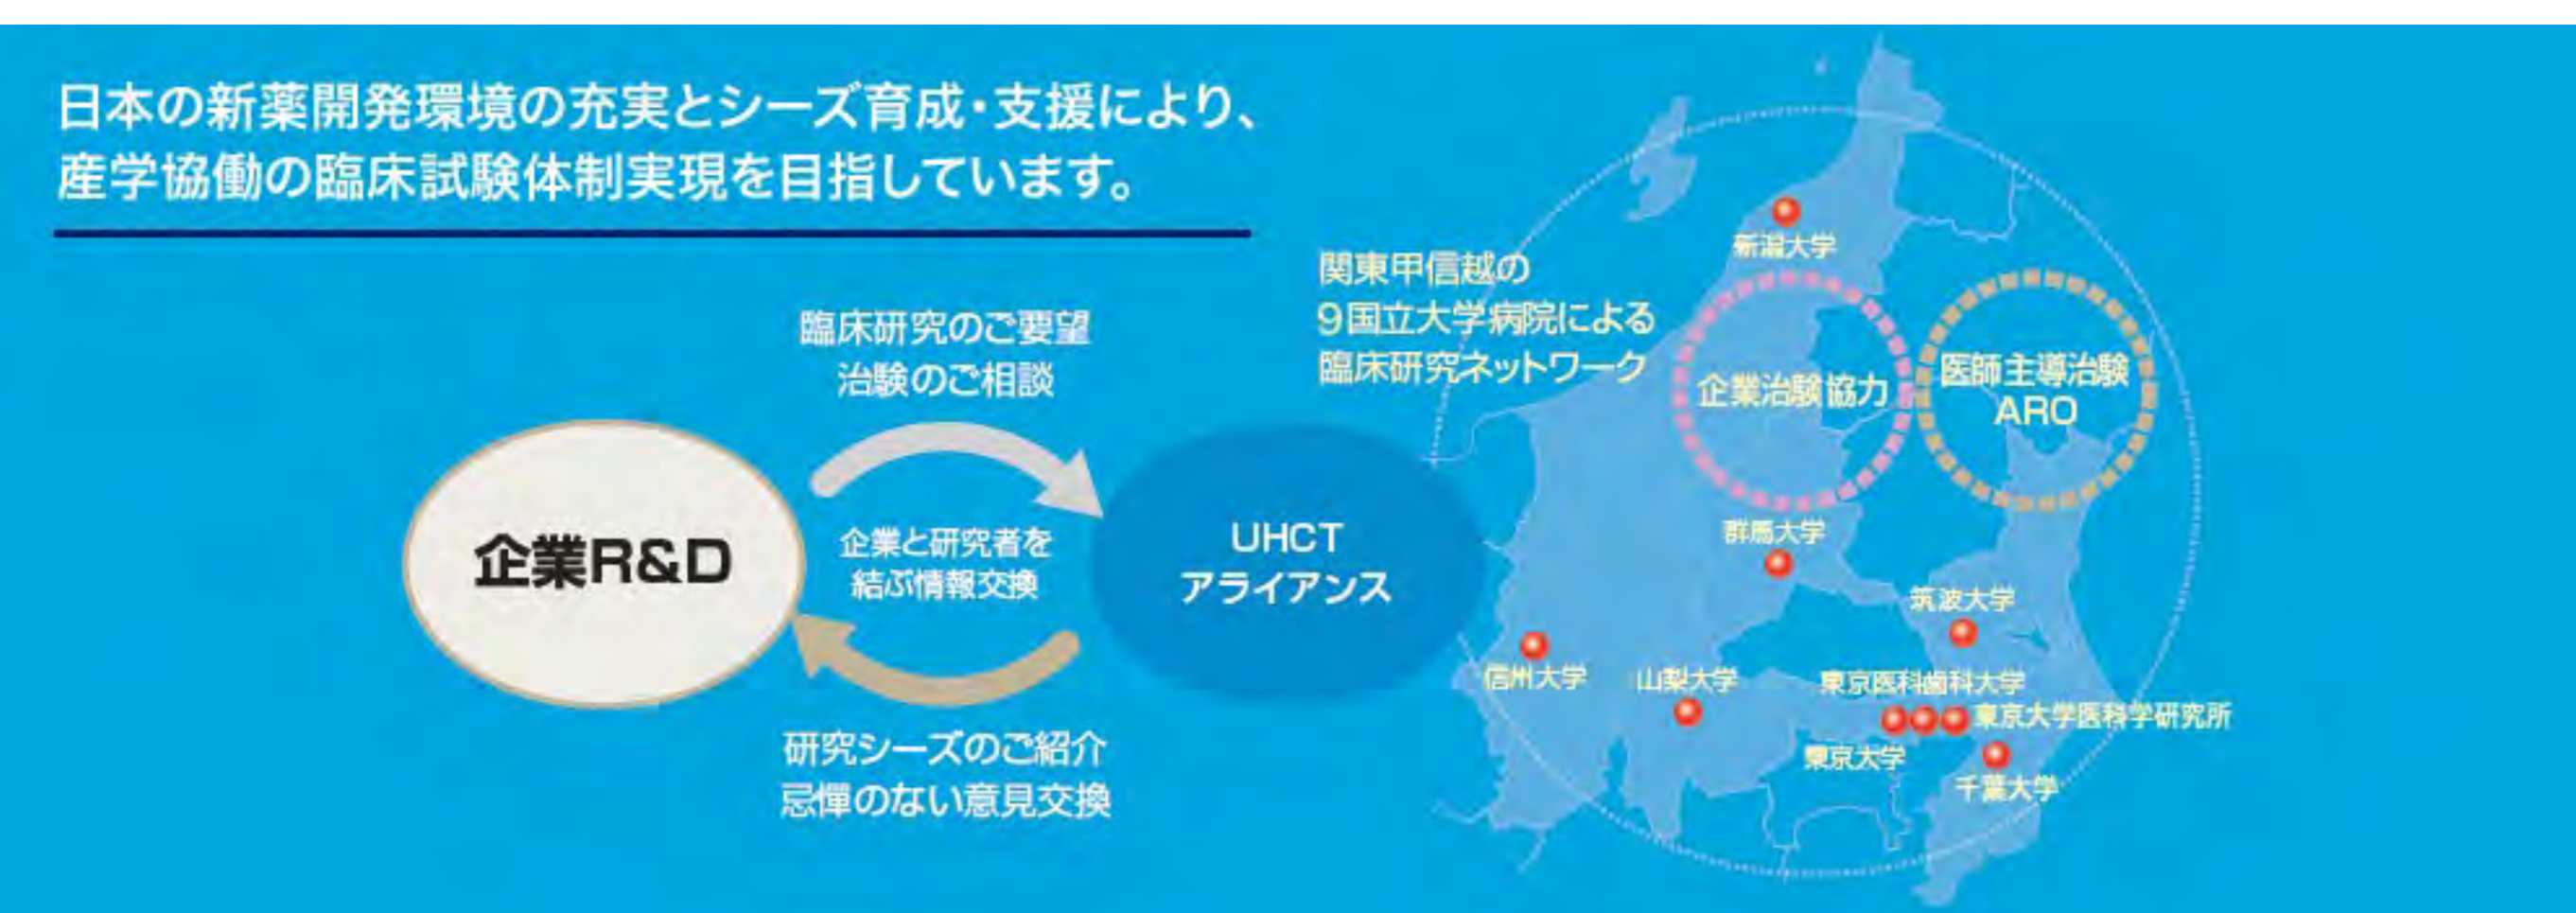 日本の新薬開発環境の充実とシーズ育成・支援により、
産学協働の臨床試験体制実現を目指しています。
臨床研究のご要望
治験のご相談
企業R&D
企業と研究者を
結ぶ情報交換
UHCT
アライアンス
研究シーズのご紹介
忌憚のない意見交換
関東甲信越の
9国立大学病院による
臨床研究ネットワーク
新潟大学
企業治験協力
医師主導治験
ARO
群馬大学
筑波大学
信州大学
山梨大学
東京医科歯科大学
東京大学医科学研究所
東京大学
千葉大学